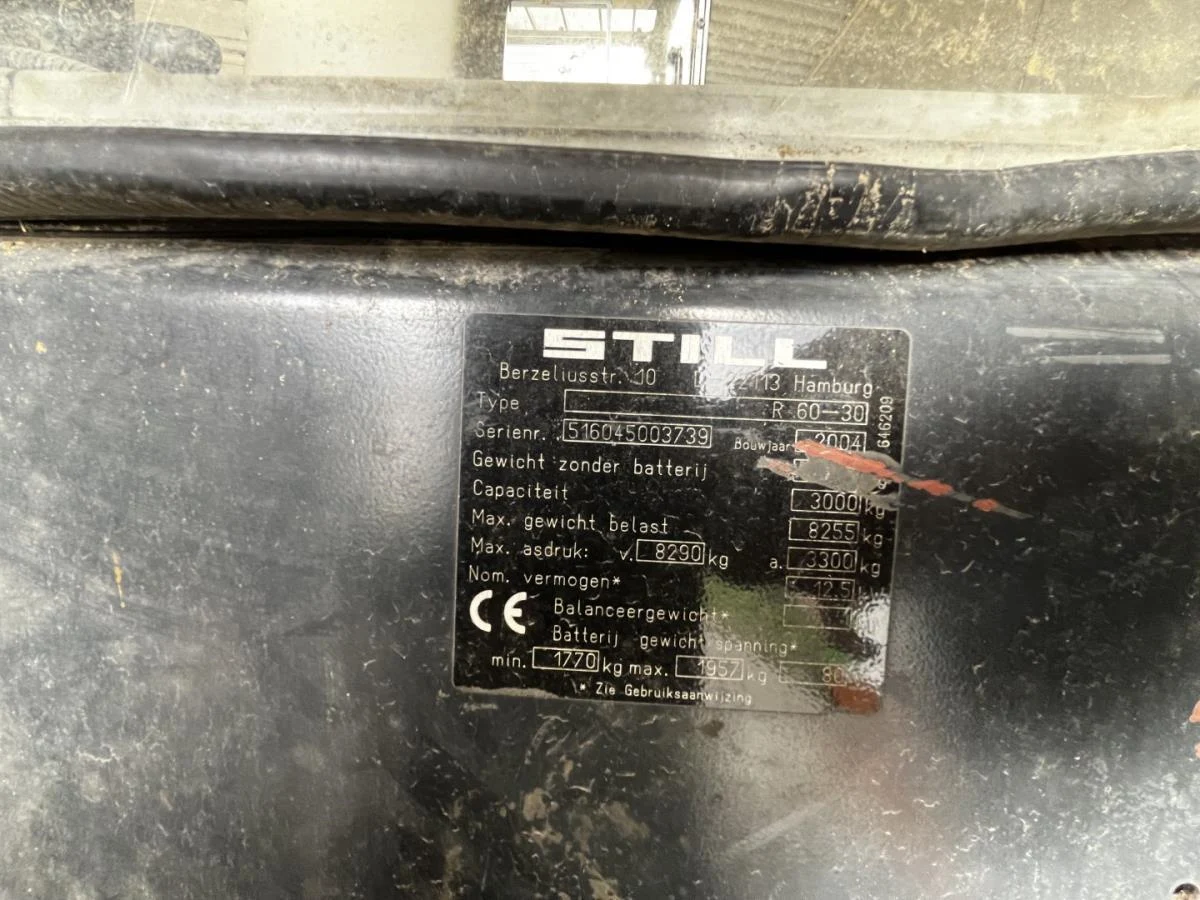 STILL
Berzeliusstr. 10 2113 Hamburg
Type R 60-30
Serienr. 516045003739 Bouwjaar 2004
Gewicht zonder batterij
Capaciteit 3000 kg
Max. gewicht belast 8255 kg
Max. asdruk: v. 8290 kg a. 3300 kg
Nom. vermogen* 12.5
CE Balanceergewicht*
Batterij gewicht spanning*
min. 1770 kg max. 1957 kg 80
* Zie Gebruiksaanwijzing
646209